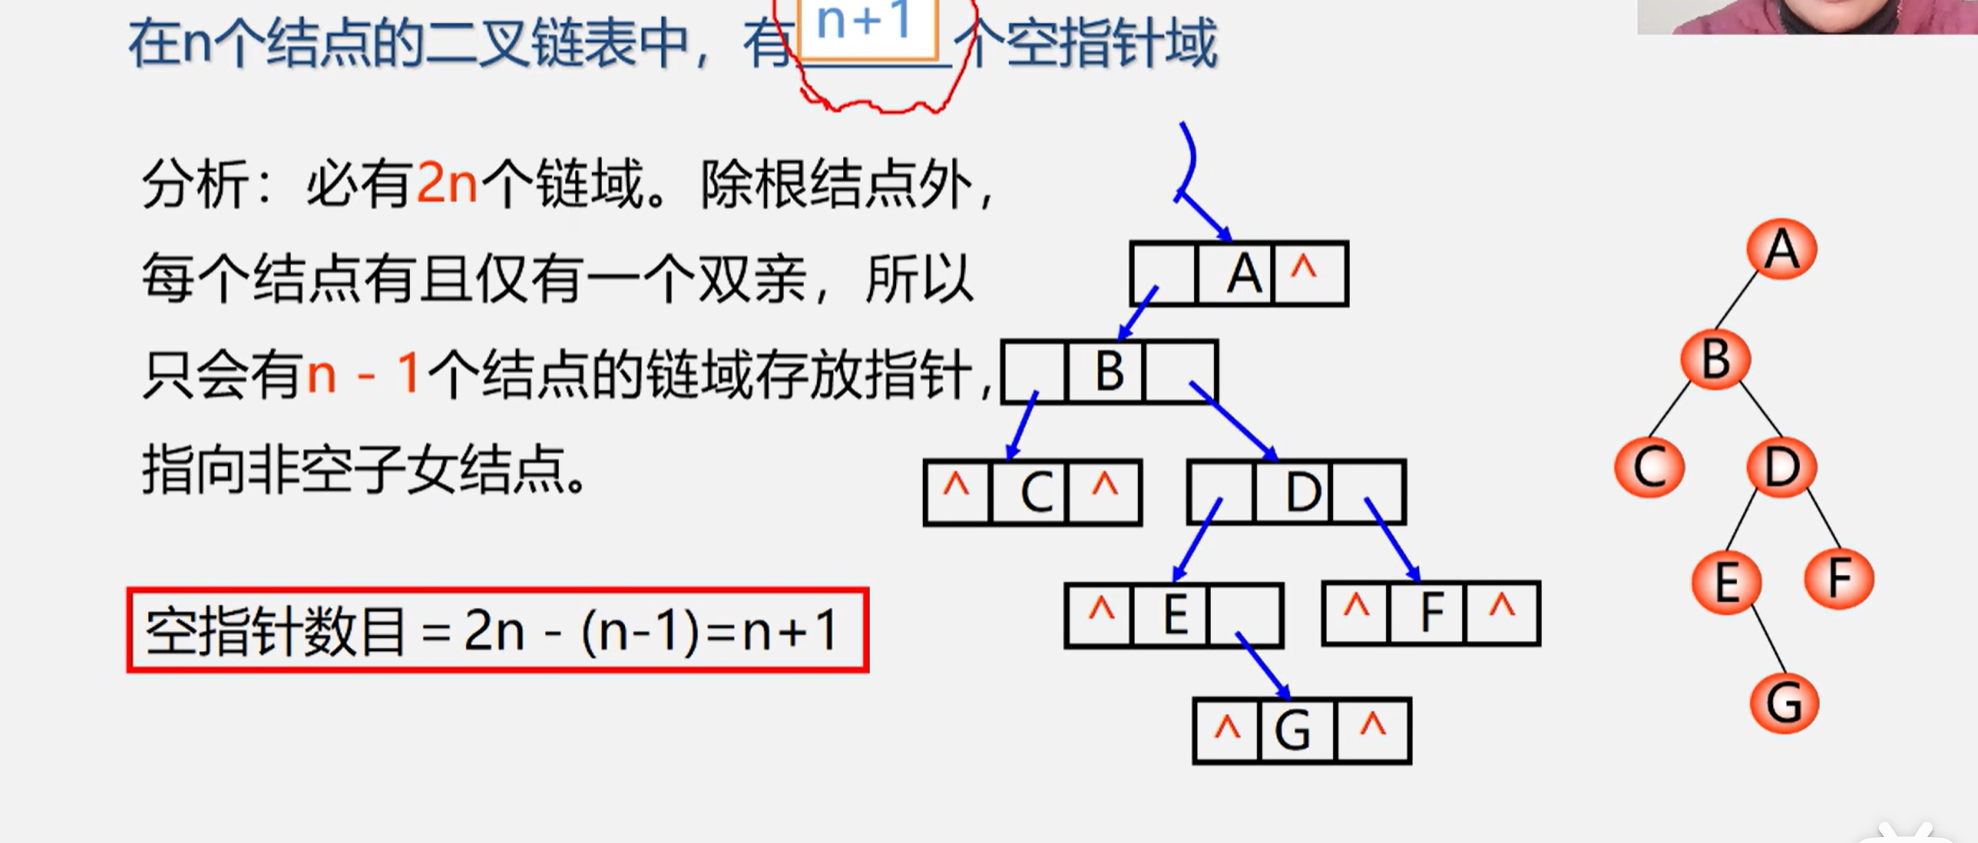 在n个结点的二叉链表中，有 n+1 个空指针域
分析：必有2n个链域。除根结点外，
每个结点有且仅有一个双亲，所以
只会有n - 1个结点的链域存放指针，
指向非空子女结点。
空指针数目 = 2n - (n-1)=n+1
A ^
B
^ C ^
D
^ E
^ F ^
^ G ^
A
B
C
D
E
F
G